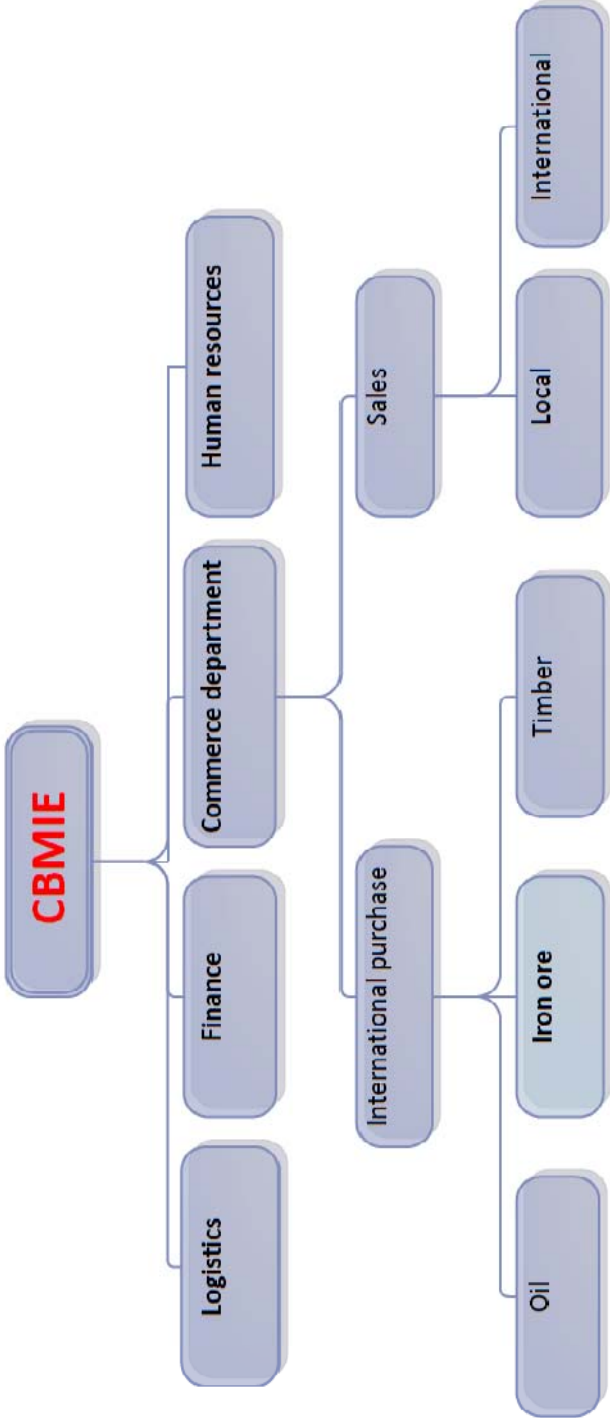 CBMIE
Logistics
Finance
Commerce department
Human resources
International purchase
Sales
Oil
Iron ore
Timber
Local
International